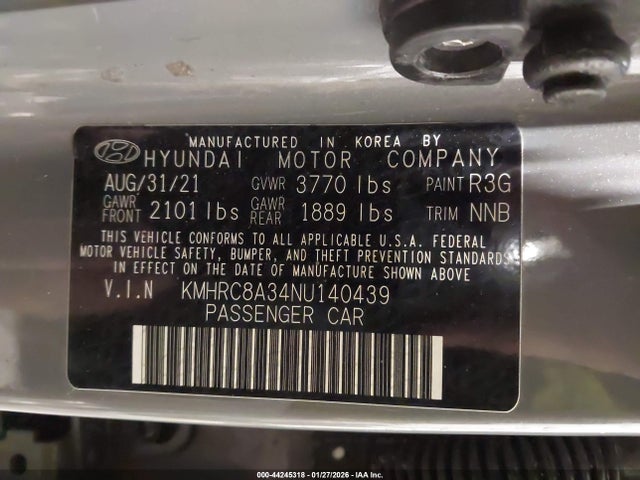 MANUFACTURED IN KOREA BY
HYUNDAI MOTOR COMPANY
AUG/31/21 GVWR 3770 lbs PAINT R3G
GAWR FRONT 2101 lbs GAWR REAR 1889 lbs TRIM NNB
THIS VEHICLE CONFORMS TO ALL APPLICABLE U.S.A. FEDERAL
MOTOR VEHICLE SAFETY, BUMPER, AND THEFT PREVENTION STANDARDS
IN EFFECT ON THE DATE OF MANUFACTURE SHOWN ABOVE
V.I.N KMHRC8A34NU140439
PASSENGER CAR
000-44245318 - 01/27/2026 - IAA Inc.